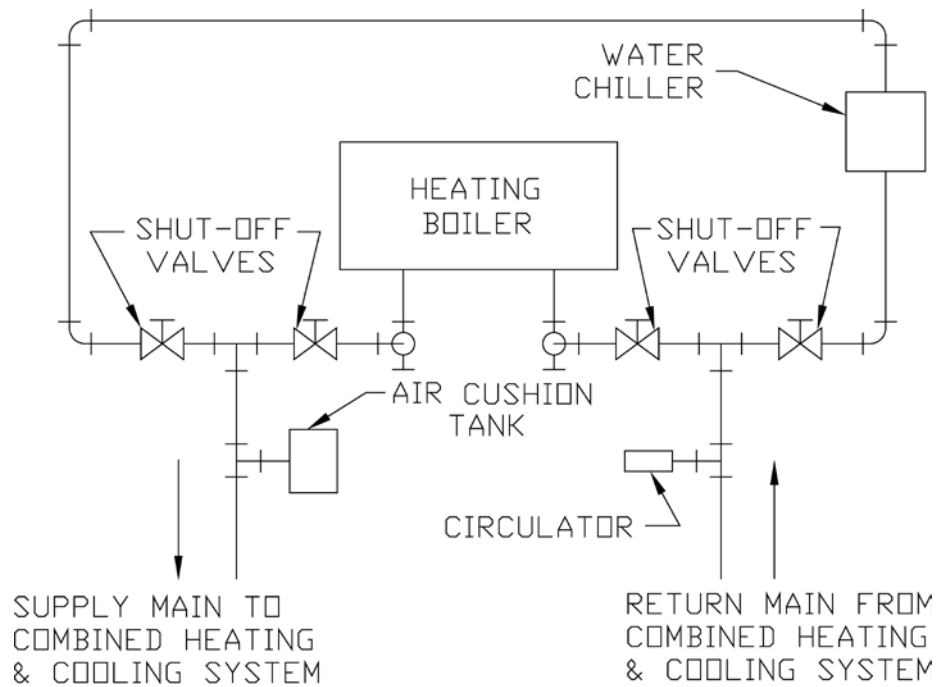 WATER
CHILLER
HEATING
BOILER
SHUT-OFF
VALVES
SHUT-OFF
VALVES
AIR CUSHION
TANK
CIRCULATOR
SUPPLY MAIN TO
COMBINED HEATING
& COOLING SYSTEM
RETURN MAIN FROM
COMBINED HEATING
& COOLING SYSTEM